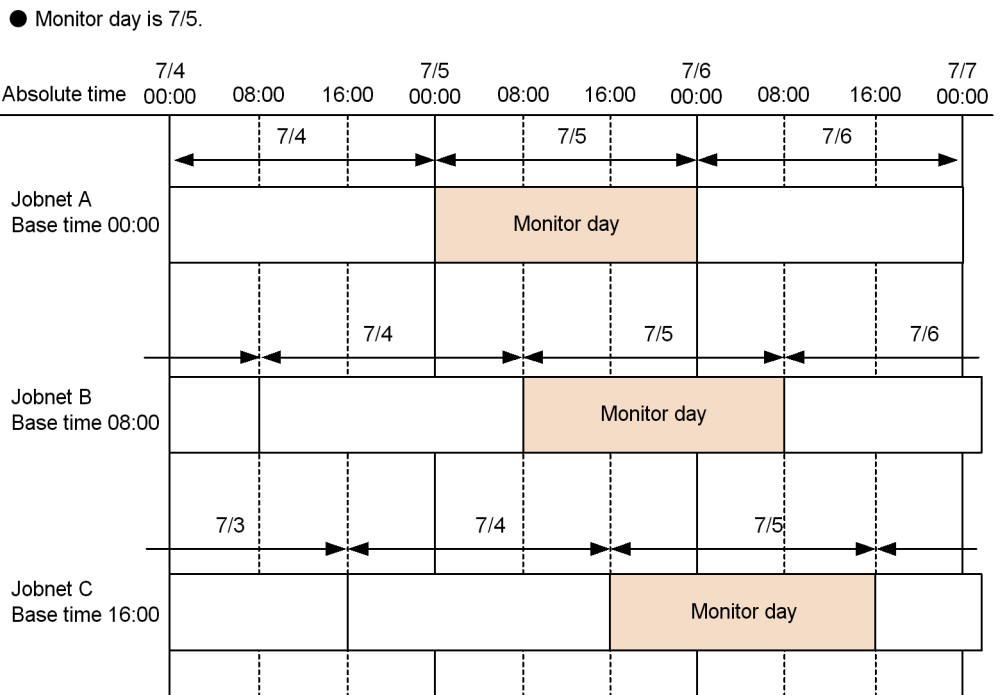 ● Monitor day is 7/5.
7/4 7/5 7/6 7/7
Absolute time 00:00 08:00 16:00 00:00 08:00 16:00 00:00 08:00 16:00 00:00
7/4 7/5 7/6
Jobnet A
Base time 00:00
Monitor day
7/4 7/5 7/6
Jobnet B
Base time 08:00
Monitor day
7/3 7/4 7/5
Jobnet C
Base time 16:00
Monitor day